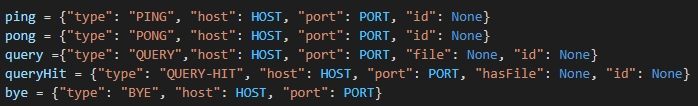 ping = {"type": "PING", "host": HOST, "port": PORT, "id": None}
pong = {"type": "PONG", "host": HOST, "port": PORT, "id": None}
query ={"type": "QUERY","host": HOST, "port": PORT, "file": None, "id": None}
queryHit = {"type": "QUERY-HIT", "host": HOST, "port": PORT, "hasFile": None, "id": None}
bye = {"type": "BYE", "host": HOST, "port": PORT}